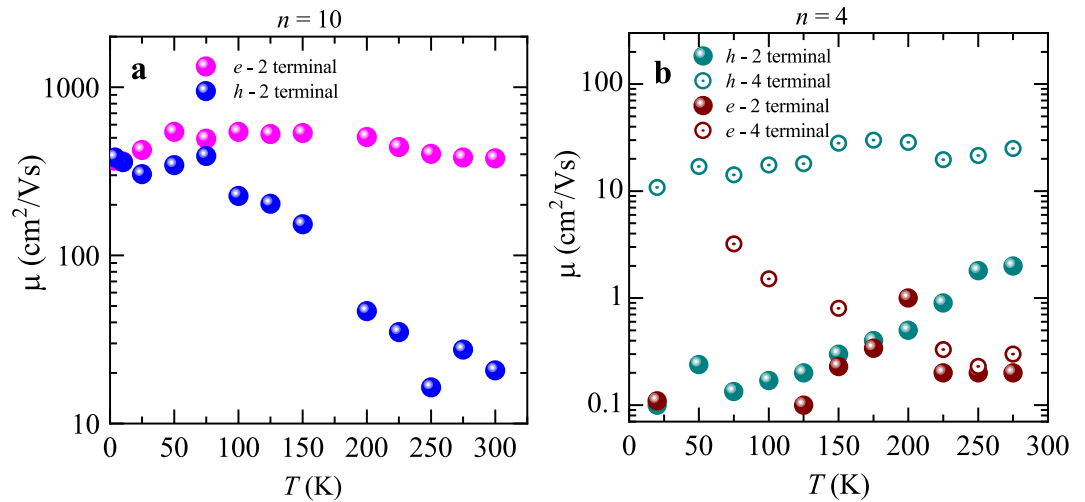 n = 10
a
e - 2 terminal
h - 2 terminal
1000
100
10
μ (cm²/Vs)
0 50 100 150 200 250 300
T (K)
n = 4
b
h - 2 terminal
h - 4 terminal
e - 2 terminal
e - 4 terminal
100
10
1
0.1
μ (cm²/Vs)
0 50 100 150 200 250 300
T (K)